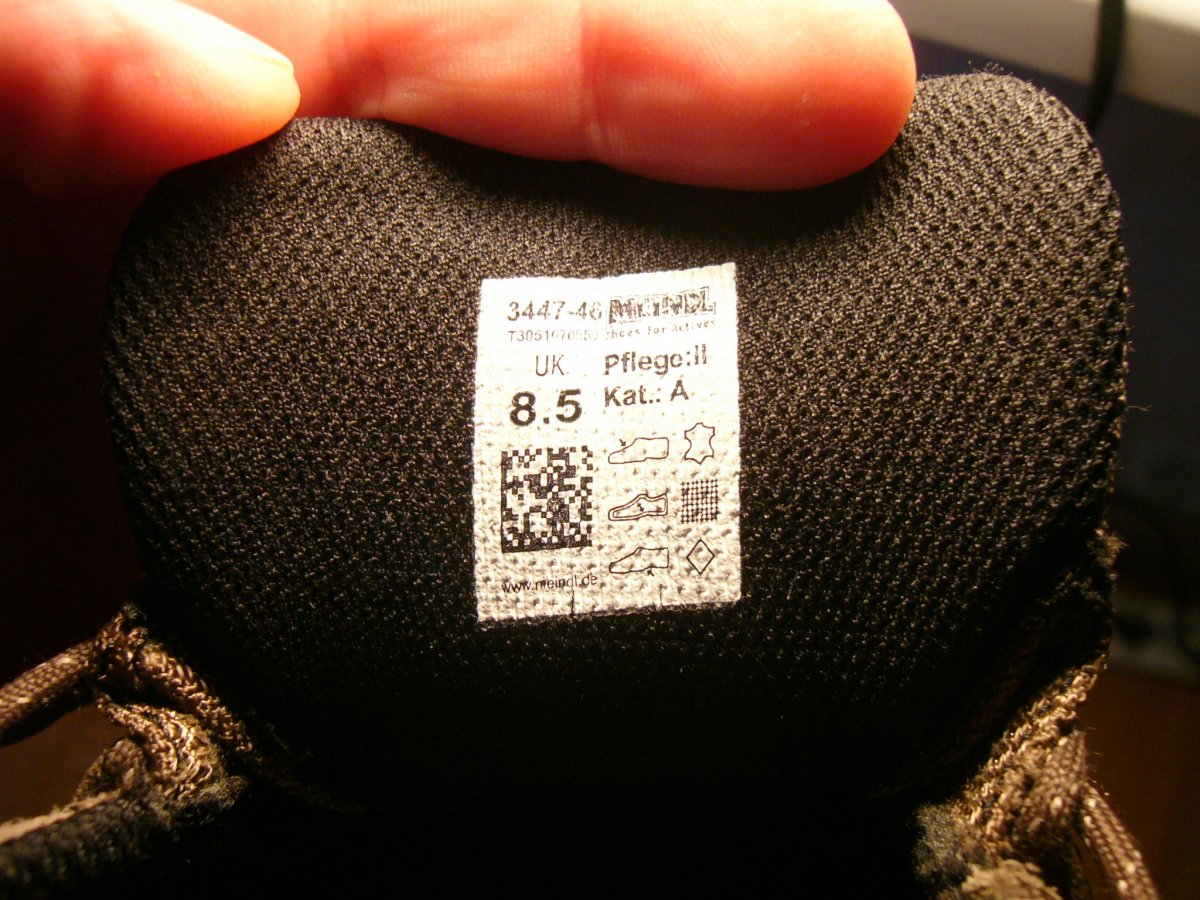 3447-46 MEINDL
Shoes for Actives
UK
8.5
Pflege:II
Kat.: A
www.meindl.de